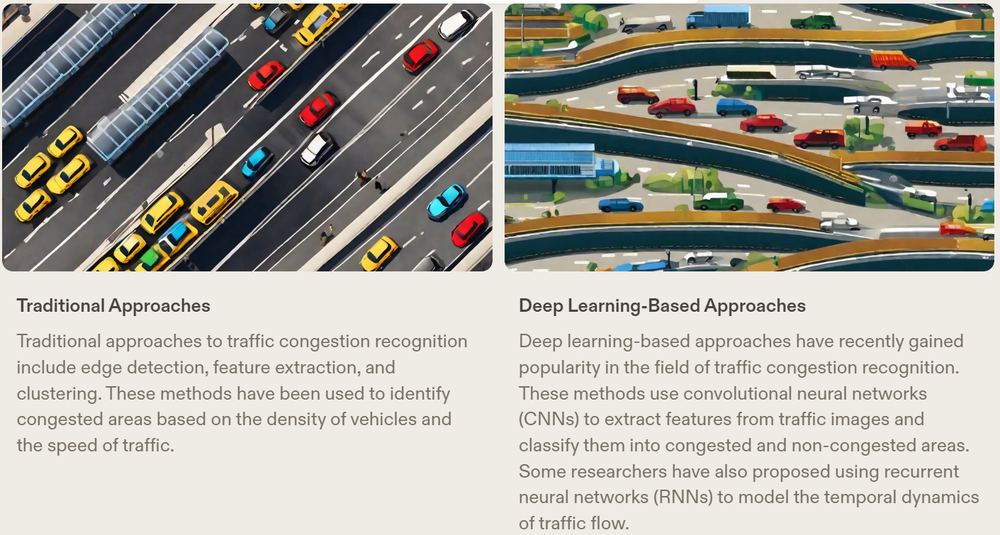 Traditional Approaches
Traditional approaches to traffic congestion recognition
include edge detection, feature extraction, and
clustering. These methods have been used to identify
congested areas based on the density of vehicles and
the speed of traffic.
Deep Learning-Based Approaches
Deep learning-based approaches have recently gained
popularity in the field of traffic congestion recognition.
These methods use convolutional neural networks
(CNNs) to extract features from traffic images and
classify them into congested and non-congested areas.
Some researchers have also proposed using recurrent
neural networks (RNNs) to model the temporal dynamics
of traffic flow.